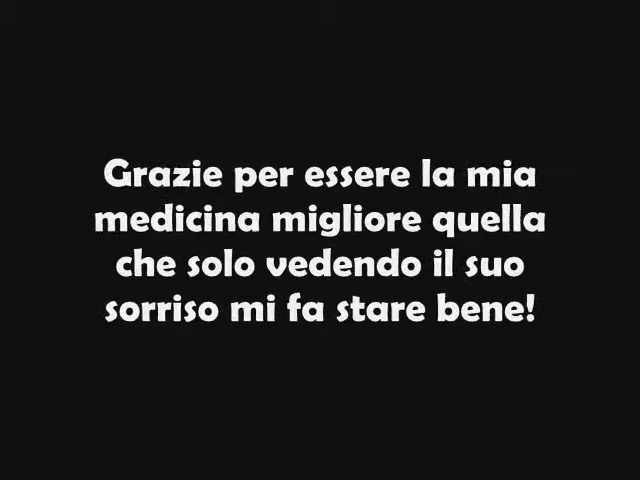 Grazie per essere la mia
medicina migliore quella
che solo vedendo il suo
sorriso mi fa stare bene!